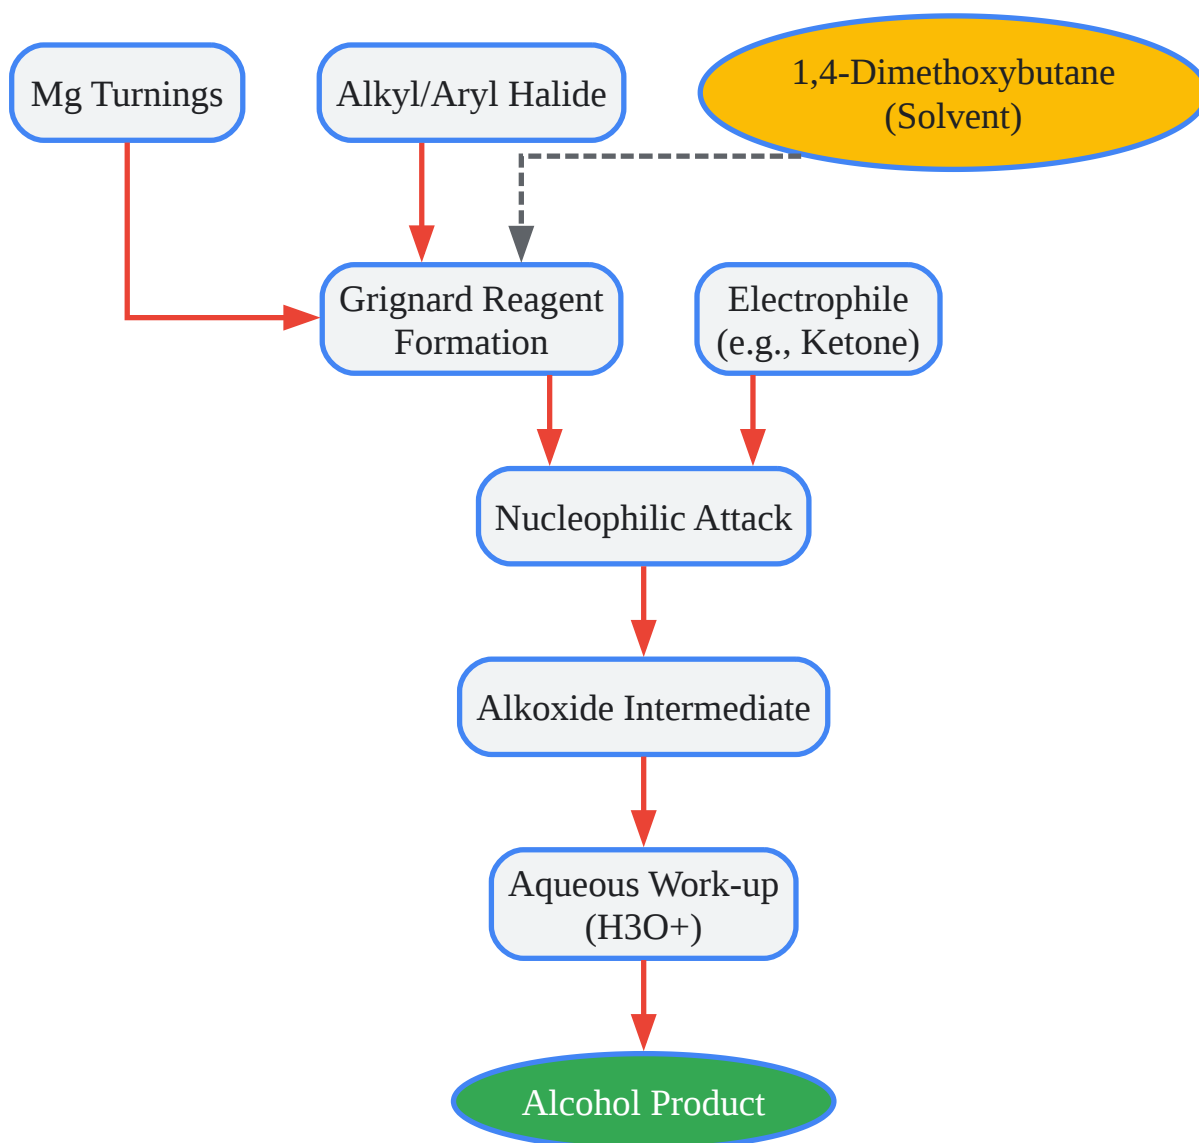 Mg Turnings
Alkyl/Aryl Halide
1,4-Dimethoxybutane
(Solvent)
Grignard Reagent
Formation
Electrophile
(e.g., Ketone)
Nucleophilic Attack
Alkoxide Intermediate
Aqueous Work-up
(H3O+)
Alcohol Product